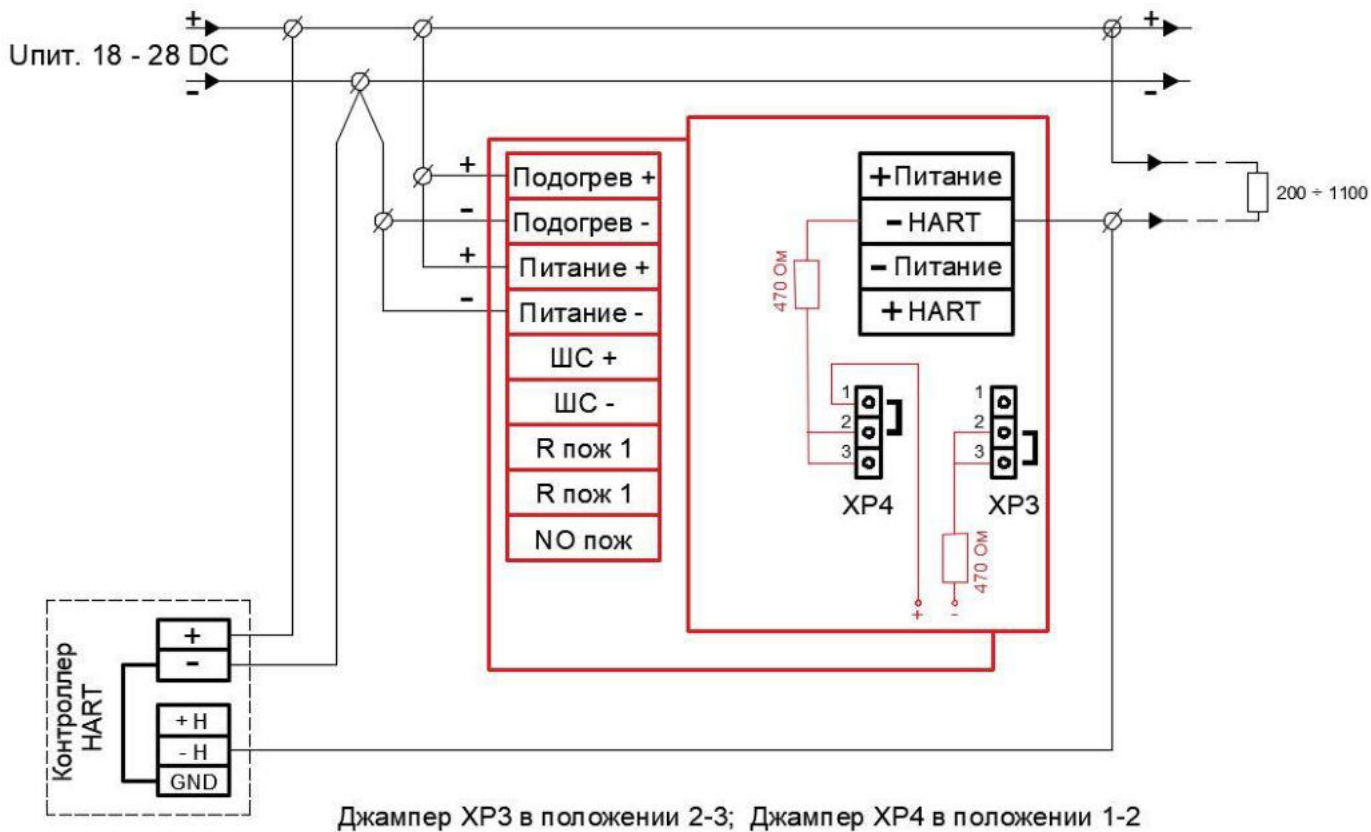 +
+
Uпит. 18 - 28 DC
-
-
+
Подогрев +
-
Подогрев -
+
Питание +
-
Питание -
ШС +
ШС -
R пож 1
R пож 1
NO пож
+ Питание
- HART
- Питание
+ HART
200 ÷ 1100
470 Ом
1
2
3
XP4
1
2
3
XP3
470 Ом
+
-
Контроллер
HART
+
-
+ H
- H
GND
Джампер XP3 в положении 2-3; Джампер XP4 в положении 1-2